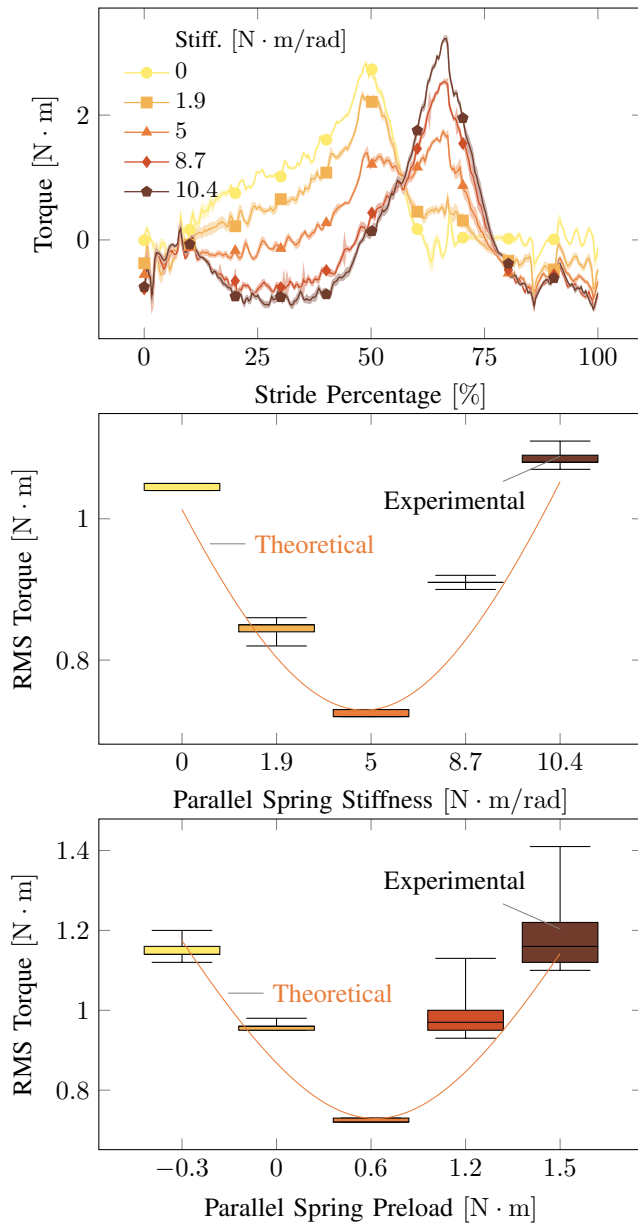 Stiff. [N · m/rad]
0
1.9
5
8.7
10.4
Torque [N · m]
2
0
0 25 50 75 100
Stride Percentage [%]
RMS Torque [N · m]
1
0.8
Experimental
Theoretical
0 1.9 5 8.7 10.4
Parallel Spring Stiffness [N · m/rad]
RMS Torque [N · m]
1.4
1.2
1
0.8
Experimental
Theoretical
−0.3 0 0.6 1.2 1.5
Parallel Spring Preload [N · m]